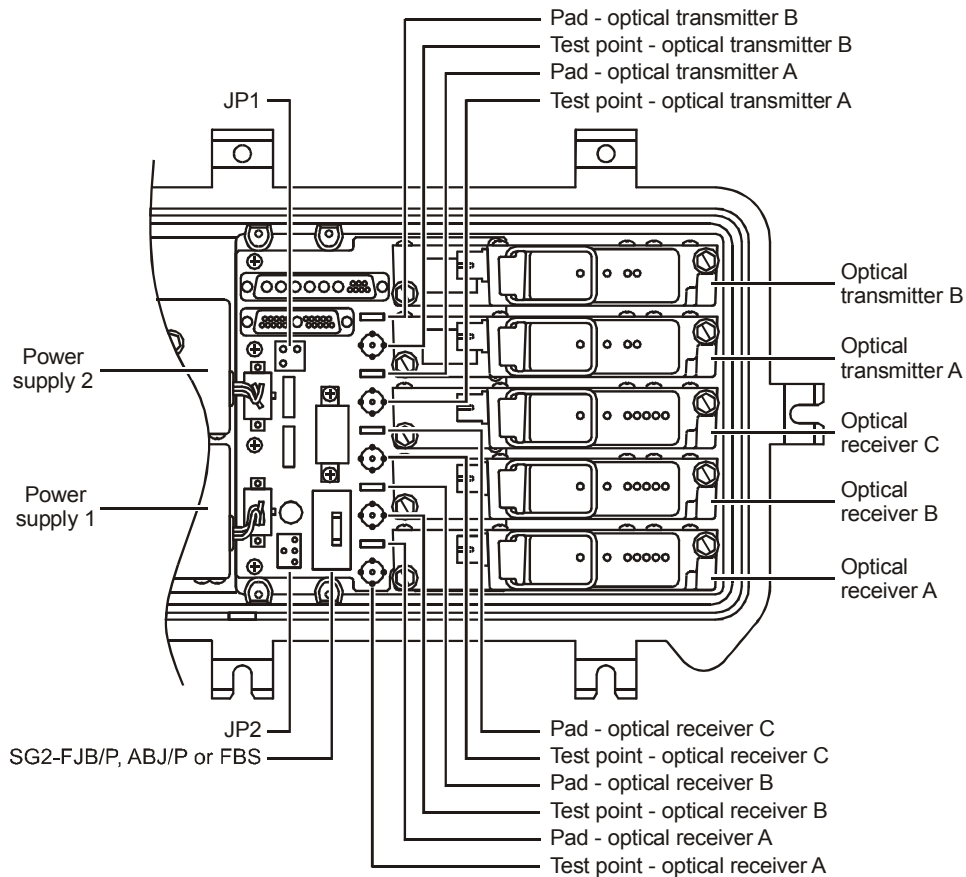 Pad - optical transmitter B
Test point - optical transmitter B
Pad - optical transmitter A
Test point - optical transmitter A
JP1
Optical
transmitter B
Optical
transmitter A
Power
supply 2
Optical
receiver C
Power
supply 1
Optical
receiver B
Optical
receiver A
JP2
SG2-FJB/P, ABJ/P or FBS
Pad - optical receiver C
Test point - optical receiver C
Pad - optical receiver B
Test point - optical receiver B
Pad - optical receiver A
Test point - optical receiver A